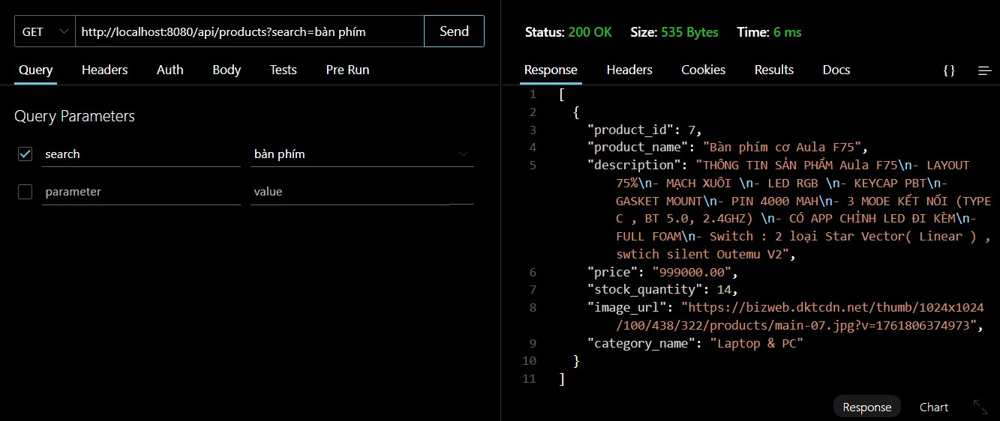 GET http://localhost:8080/api/products?search=bàn phím Send
Query Headers Auth Body Tests Pre Run
Query Parameters
search bàn phím
parameter value
Status: 200 OK Size: 535 Bytes Time: 6 ms
Response Headers Cookies Results Docs {}
1 [
2 {
3 "product_id": 7,
4 "product_name": "Bàn phím cơ Aula F75",
5 "description": "THÔNG TIN SẢN PHẨM Aula F75\n- LAYOUT
75%\n- MẠCH XUÔI \n- LED RGB \n- KEYCAP PBT\n-
GASKET MOUNT\n- PIN 4000 MAH\n- 3 MODE KẾT NỐI (TYPE
C , BT 5.0, 2.4GHZ) \n- CÓ APP CHỈNH LED ĐI KÈM\n-
FULL FOAM\n- Switch : 2 loại Star Vector( Linear ) ,
swtich silent Outemu V2",
6 "price": "999000.00",
7 "stock_quantity": 14,
8 "image_url": "https://bizweb.dktcdn.net/thumb/1024x1024
/100/438/322/products/main-07.jpg?v=1761806374973",
9 "category_name": "Laptop & PC"
10 }
11 ]
Response Chart